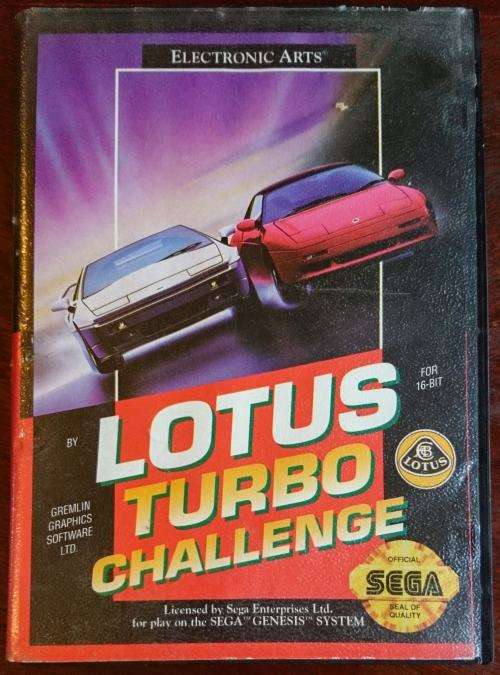 ELECTRONIC ARTS®
FOR
16-BIT
LOTUS
TURBO
CHALLENGE
BY
GREMLIN
GRAPHICS
SOFTWARE
LTD.
LOTUS
OFFICIAL
SEGA
SEAL OF
QUALITY
Licensed by Sega Enterprises Ltd.
for play on the SEGA™ GENESIS™ SYSTEM